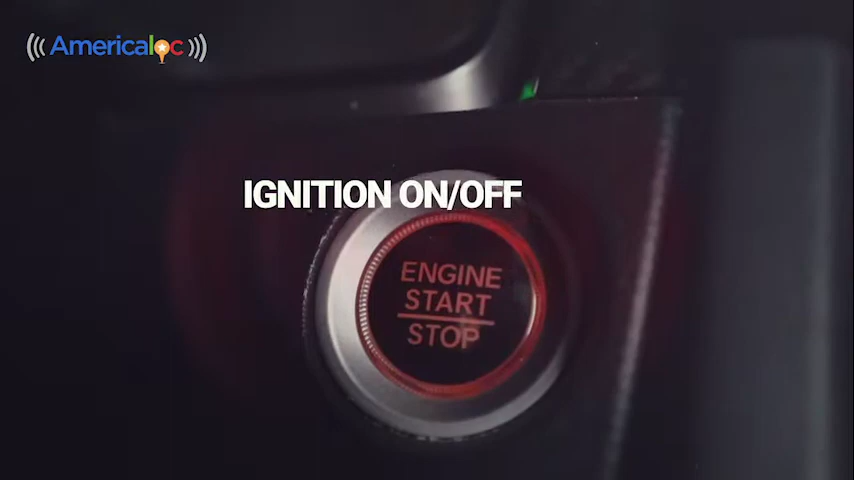 Americaloc
IGNITION ON/OFF
ENGINE
START
STOP